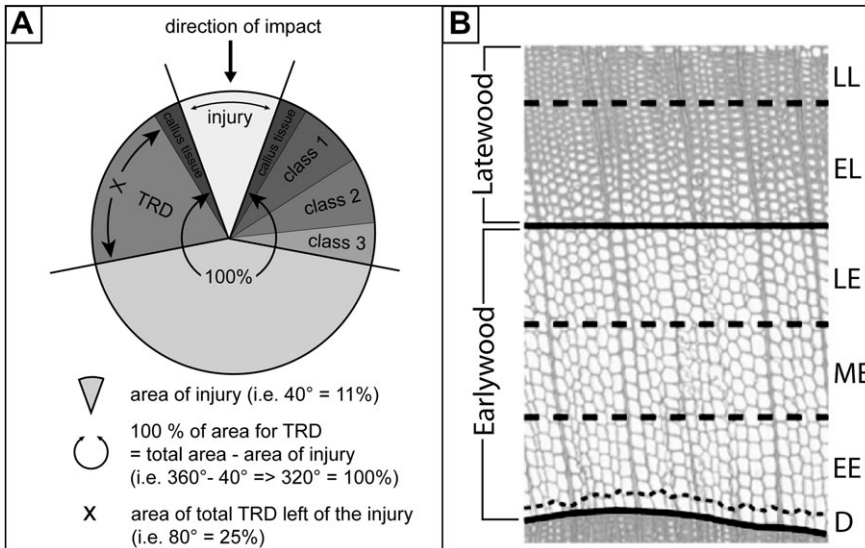 A
direction of impact
injury
callus tissue
callus tissue
class 1
X
TRD
class 2
class 3
100%
area of injury (i.e. 40° = 11%)
100 % of area for TRD
= total area - area of injury
(i.e. 360°- 40° => 320° = 100%)
X area of total TRD left of the injury
(i.e. 80° = 25%)
B
Latewood
Earlywood
LL
EL
LE
ME
EE
D